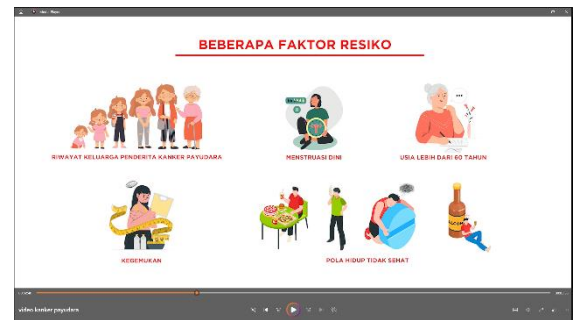 BEBERAPA FAKTOR RESIKO
RIWAYAT KELUARGA PENDERITA KANKER PAYUDARA
MENSTRUASI DINI
USIA LEBIH DARI 60 TAHUN
KEGEMUKAN
POLA HIDUP TIDAK SEHAT
video kanker payudara